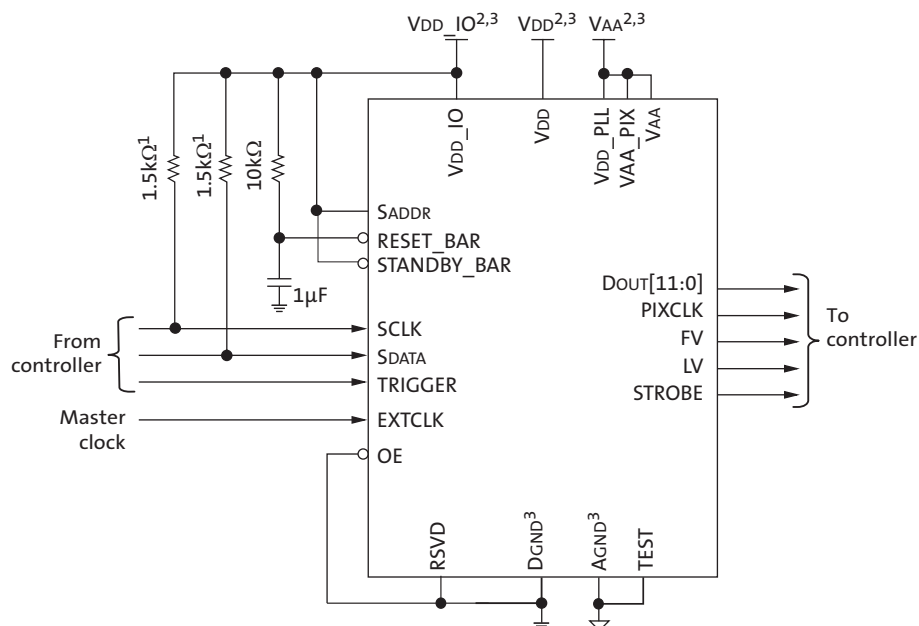 VDD_IO2,3 VDD2,3 VAA2,3
1.5kΩ1
1.5kΩ1
10kΩ
VDD_IO
VDD
VDD_PLL
VAA_PIX
VAA
SADDR
RESET_BAR
STANDBY_BAR
1µF
From
controller
SCLK
SDATA
TRIGGER
Master
clock
EXTCLK
OE
DOUT[11:0]
PIXCLK
FV
LV
STROBE
To
controller
RSVD
DGND3
AGND3
TEST